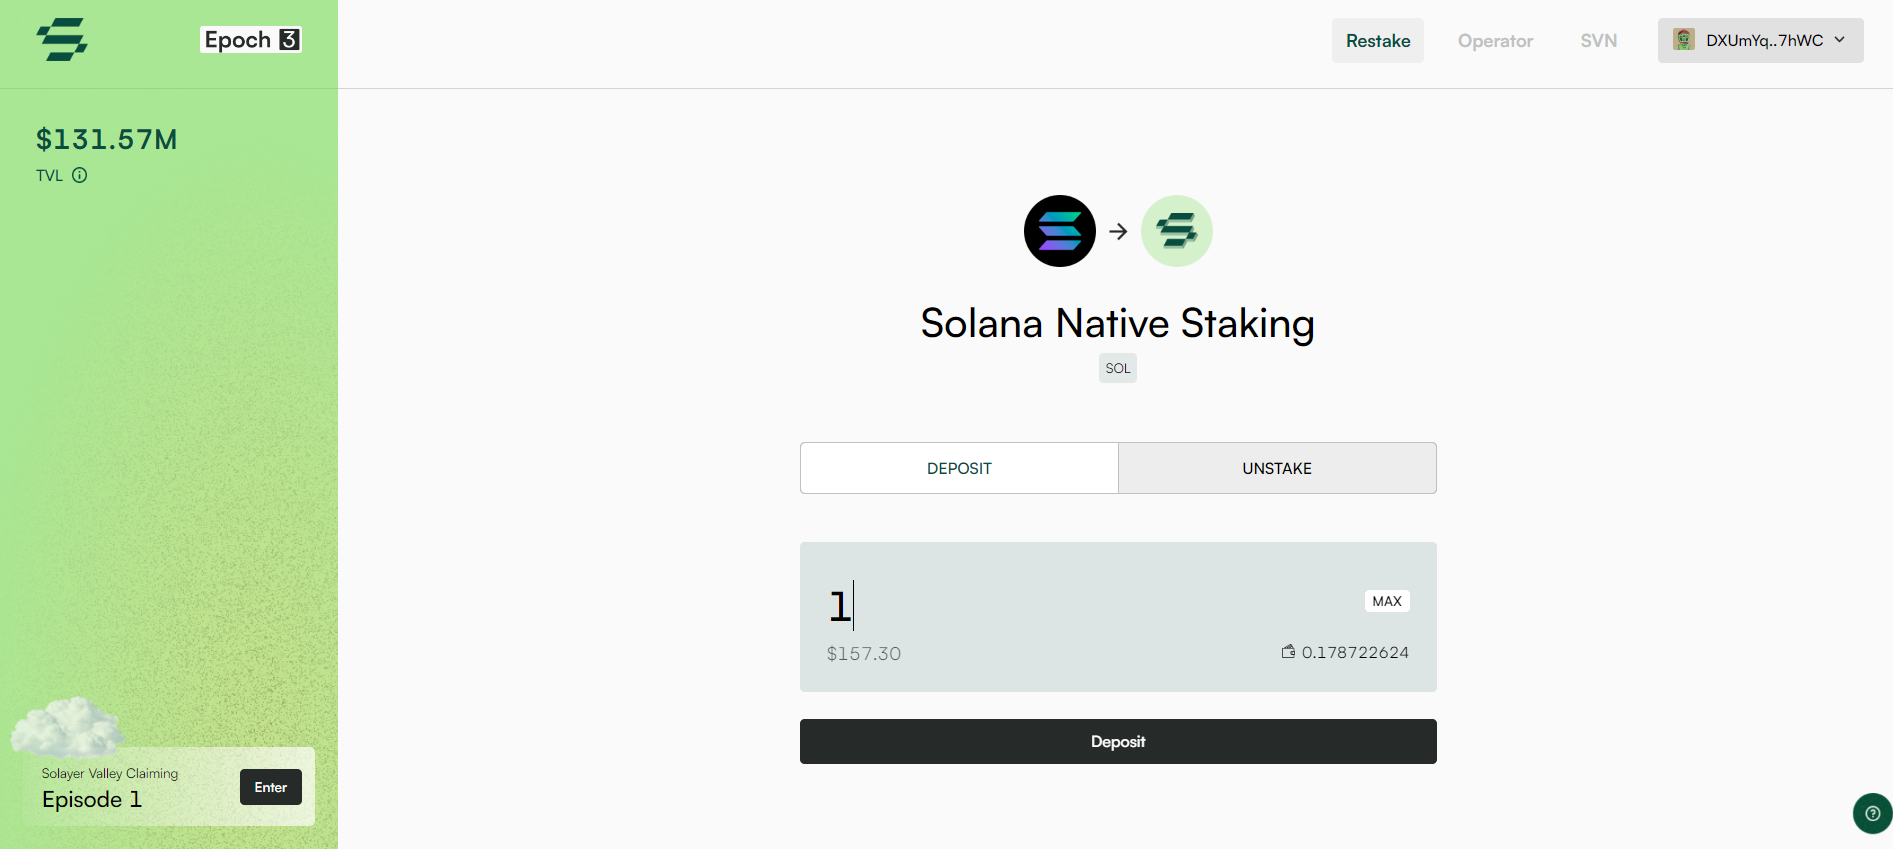 Epoch 3
Restake
Operator
SVN
DXUmYq..7hWC
$131.57M
TVL
Solana Native Staking
SOL
DEPOSIT
UNSTAKE
1
MAX
$157.30
0.178722624
Deposit
Solayer Valley Claiming
Episode 1
Enter